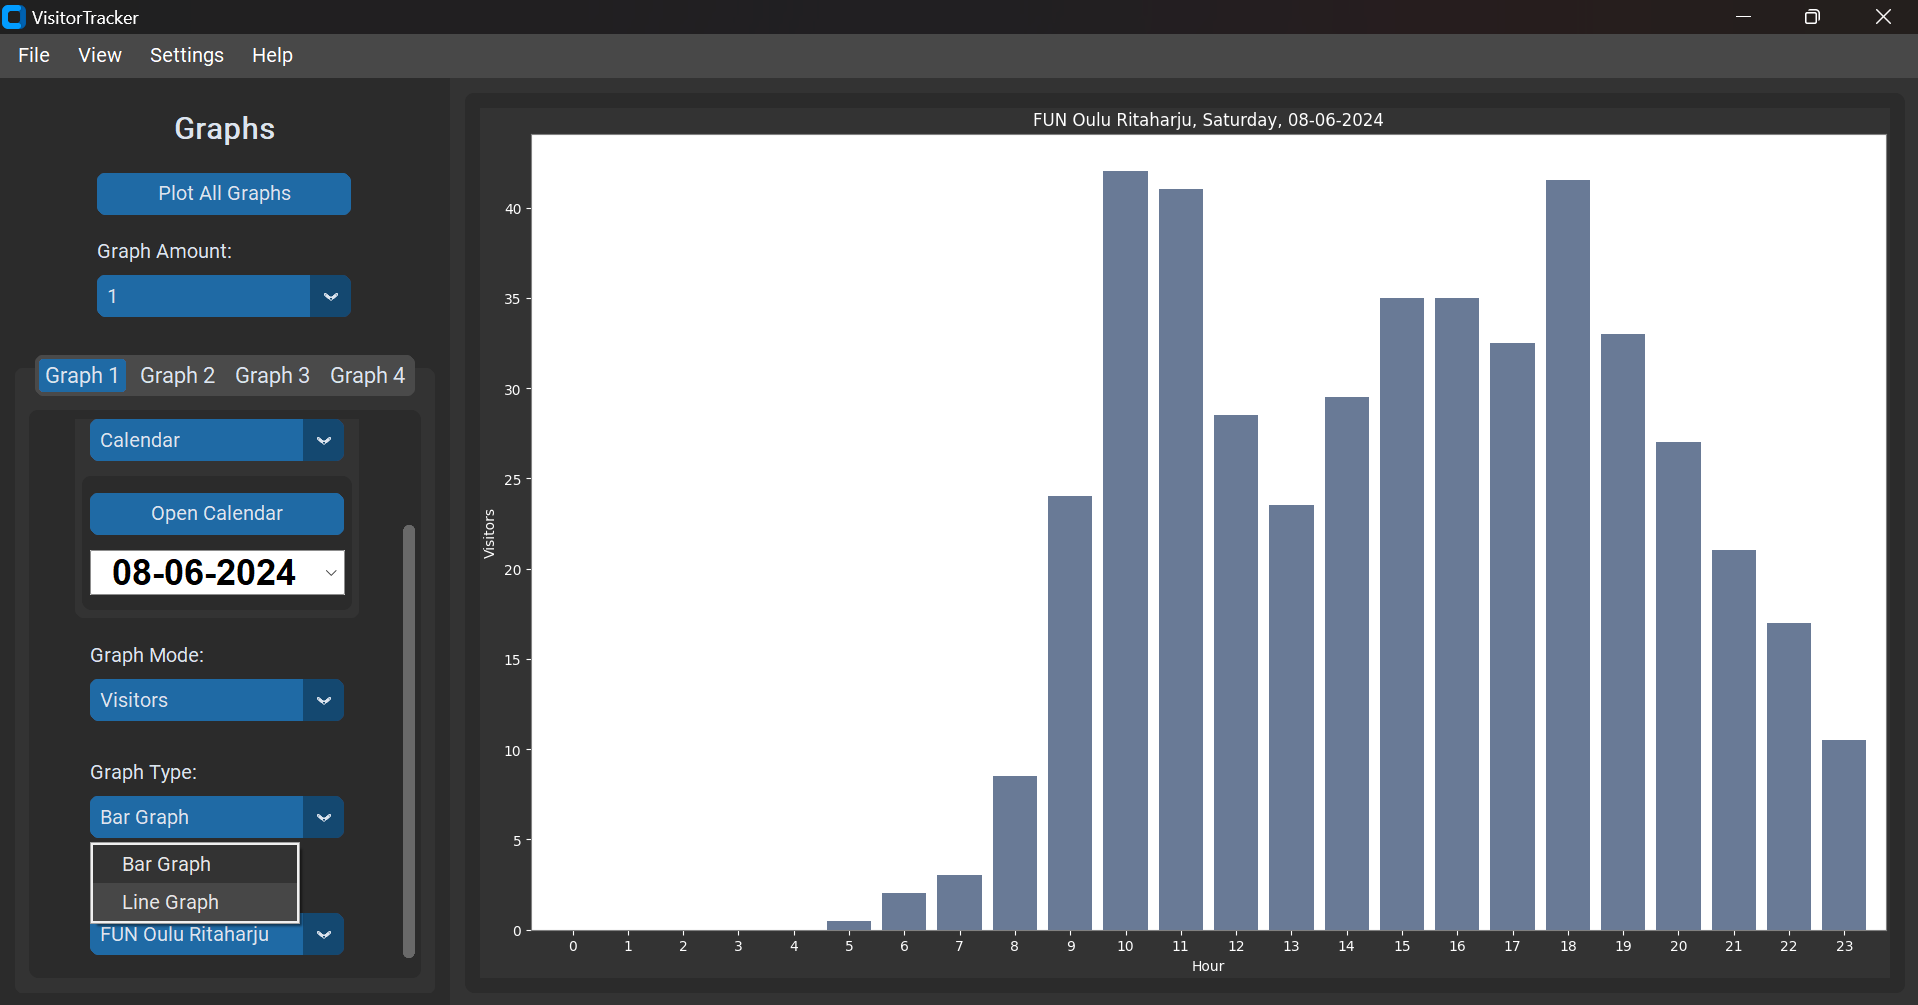 VisitorTracker
File View Settings Help
Graphs
Plot All Graphs
Graph Amount:
1
Graph 1 Graph 2 Graph 3 Graph 4
Calendar
Open Calendar
08-06-2024
Graph Mode:
Visitors
Graph Type:
Bar Graph
Bar Graph
Line Graph
FUN Oulu Ritaharju
FUN Oulu Ritaharju, Saturday, 08-06-2024
Visitors
40
35
30
25
20
15
10
5
0
0 1 2 3 4 5 6 7 8 9 10 11 12 13 14 15 16 17 18 19 20 21 22 23
Hour